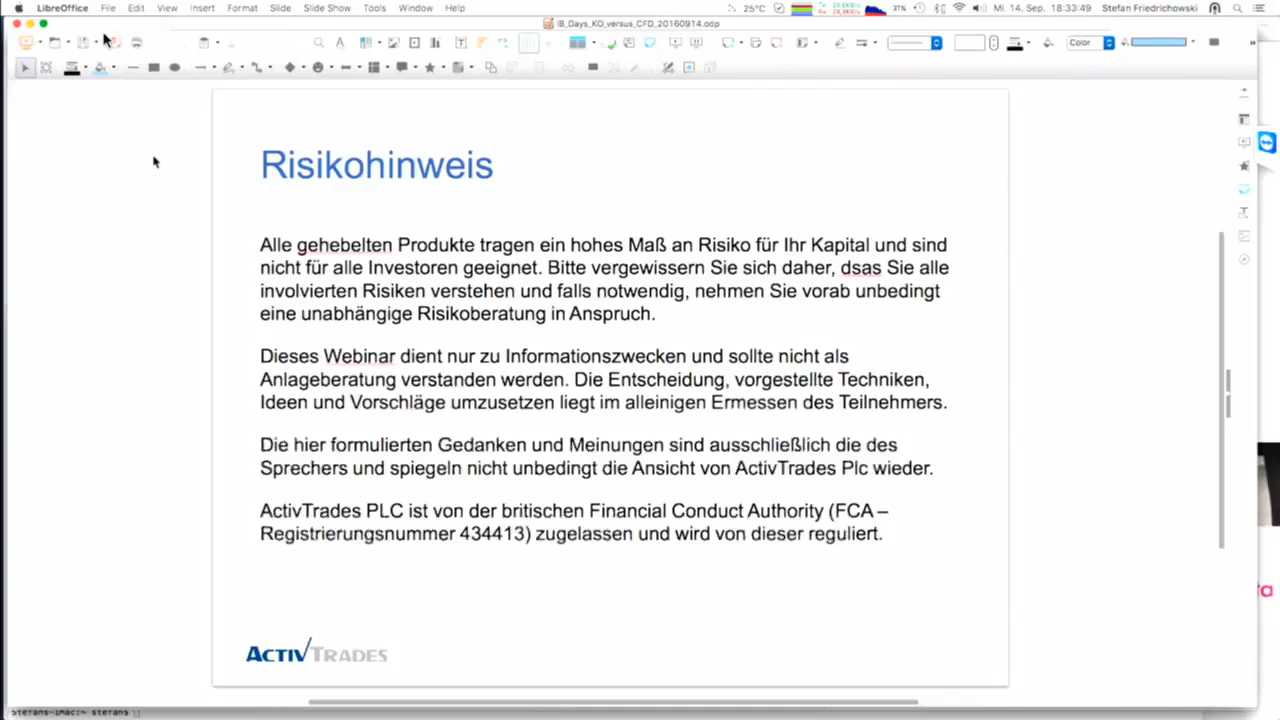 LibreOffice File Edit View Insert Format Slide Slide Show Tools Window Help 25°C 31% Mi. 14. Sep. 18:33:49 Stefan Friedrichowski
IB_Days_KO_versus_CFD_20160914.odp
Color
Risikohinweis
Alle gehebelten Produkte tragen ein hohes Maß an Risiko für Ihr Kapital und sind
nicht für alle Investoren geeignet. Bitte vergewissern Sie sich daher, dsas Sie alle
involvierten Risiken verstehen und falls notwendig, nehmen Sie vorab unbedingt
eine unabhängige Risikoberatung in Anspruch.
Dieses Webinar dient nur zu Informationszwecken und sollte nicht als
Anlageberatung verstanden werden. Die Entscheidung, vorgestellte Techniken,
Ideen und Vorschläge umzusetzen liegt im alleinigen Ermessen des Teilnehmers.
Die hier formulierten Gedanken und Meinungen sind ausschließlich die des
Sprechers und spiegeln nicht unbedingt die Ansicht von ActivTrades Plc wieder.
ActivTrades PLC ist von der britischen Financial Conduct Authority (FCA –
Registrierungsnummer 434413) zugelassen und wird von dieser reguliert.
ta
ACTIVTRADES
Stefans-iMac:~ stefans